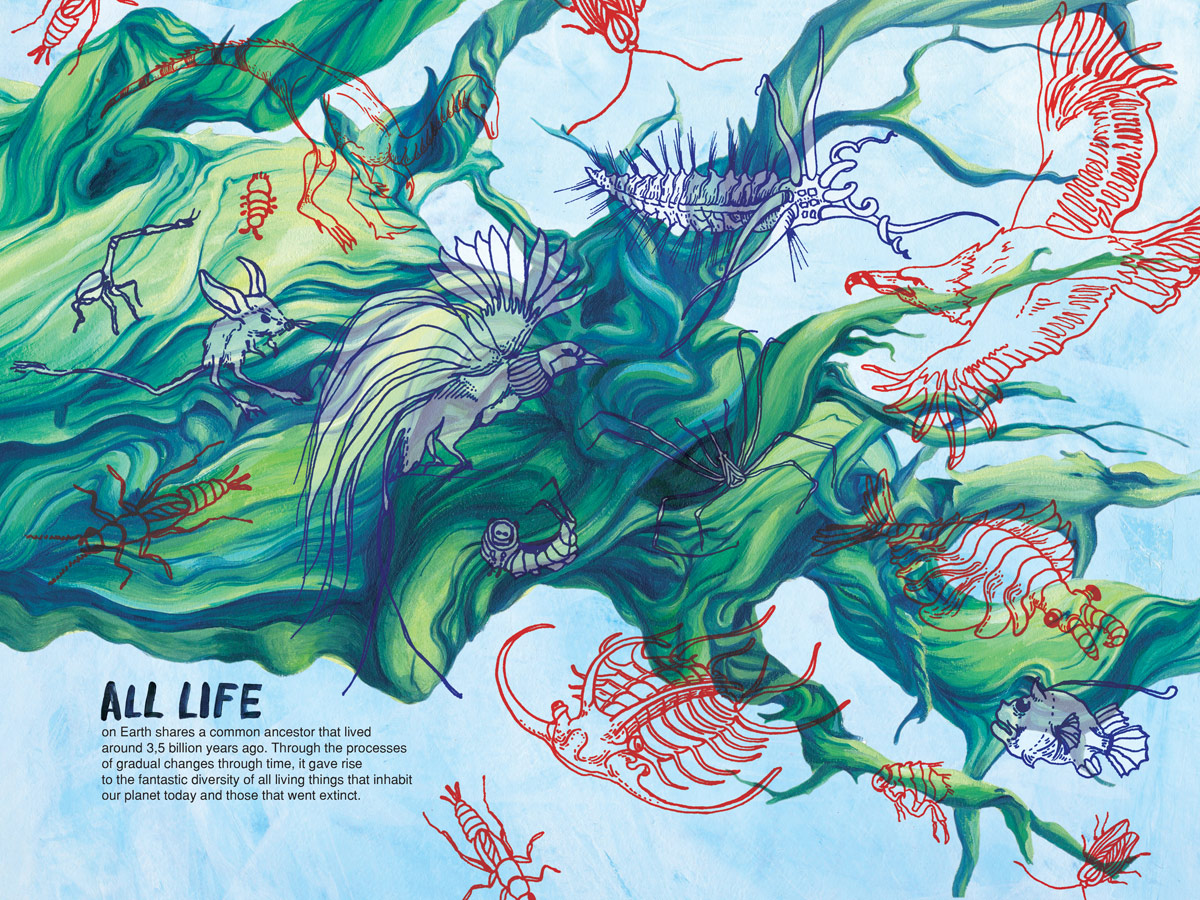 ALL LIFE
on Earth shares a common ancestor that lived
around 3,5 billion years ago. Through the processes
of gradual changes through time, it gave rise
to the fantastic diversity of all living things that inhabit
our planet today and those that went extinct.